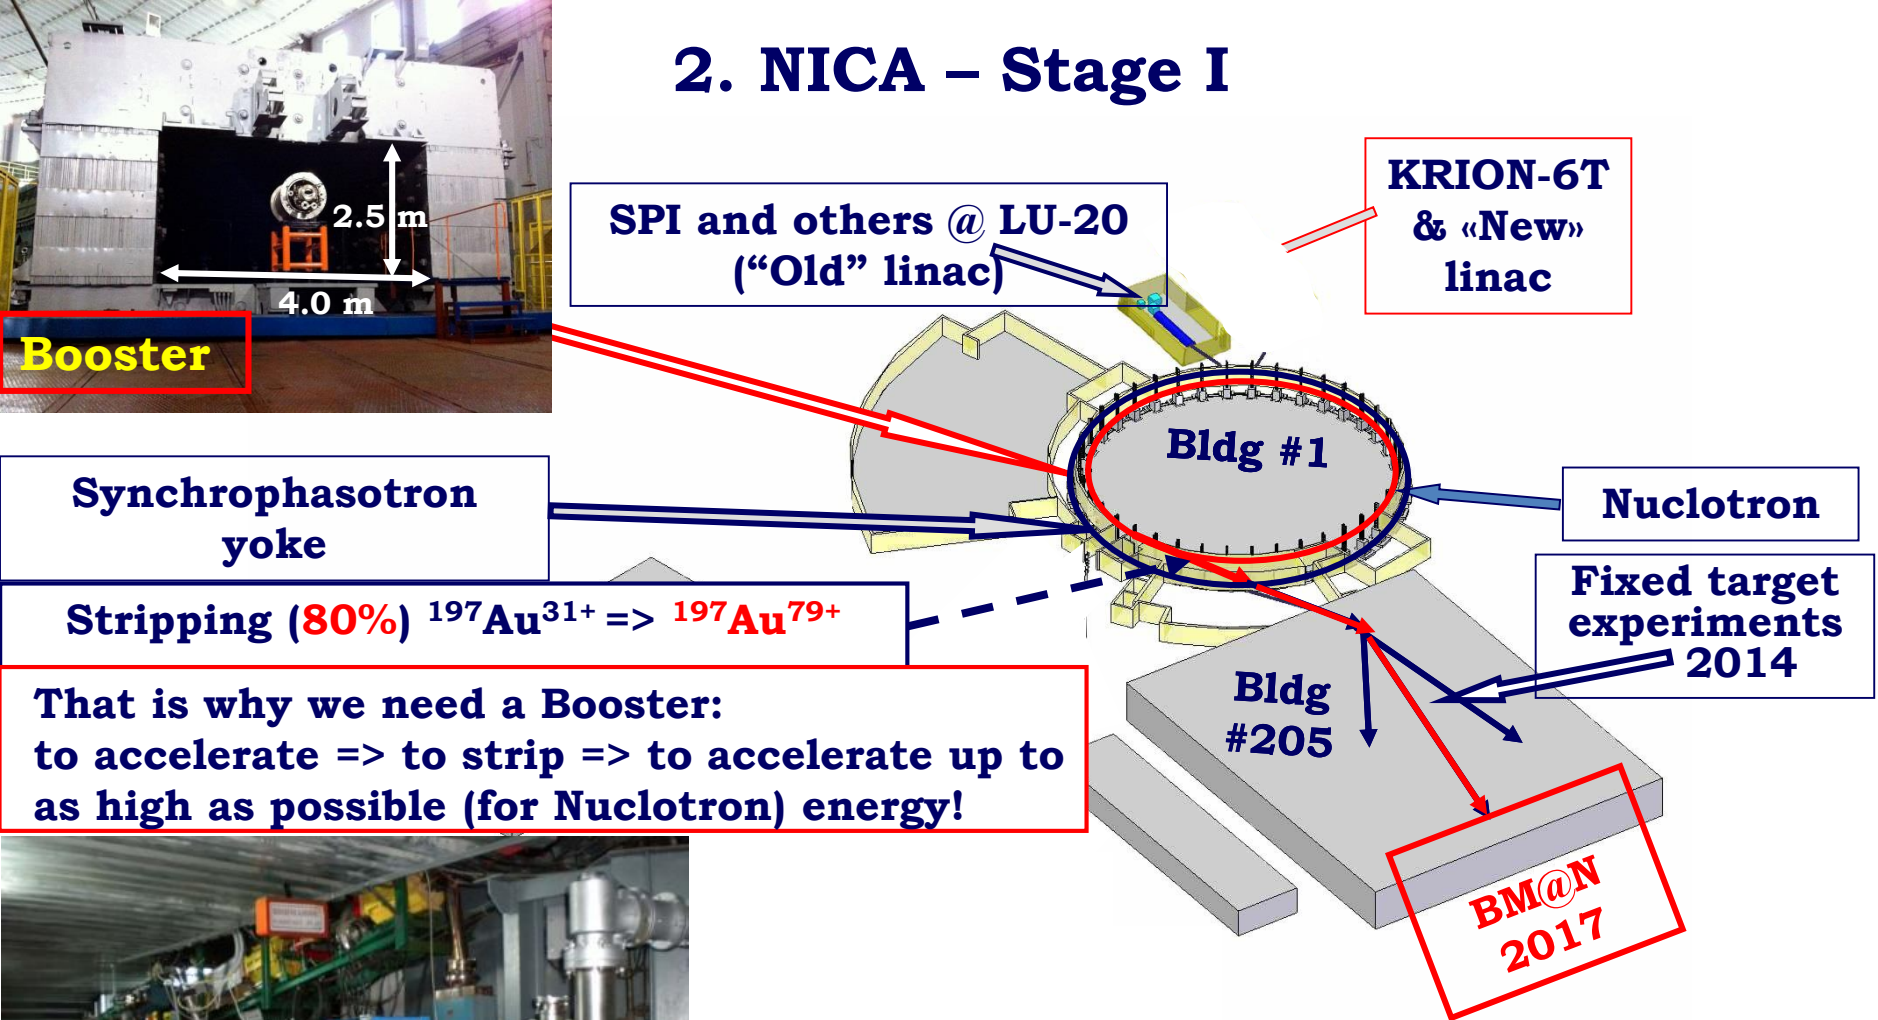 2. NICA – Stage I
2.5 m
4.0 m
Booster
SPI and others @ LU-20
(“Old” linac)
KRION-6T
& «New»
linac
Bldg #1
Synchrophasotron
yoke
Nuclotron
Stripping (80%) ¹⁹⁷Au³¹⁺ => ¹⁹⁷Au⁷⁹⁺
Fixed target
experiments
2014
That is why we need a Booster:
to accelerate => to strip => to accelerate up to
as high as possible (for Nuclotron) energy!
Bldg
#205
BM@N
2017